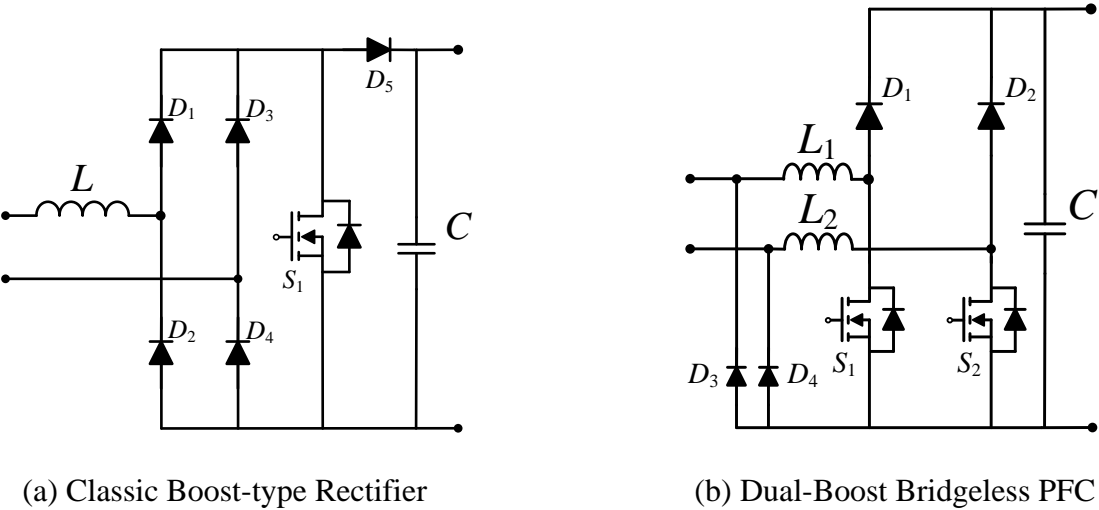 D₁ D₃ D₅
L
C
S₁
D₂ D₄
D₁ D₂
L₁
L₂
C
D₃ D₄ S₁ S₂
(a) Classic Boost-type Rectifier
(b) Dual-Boost Bridgeless PFC